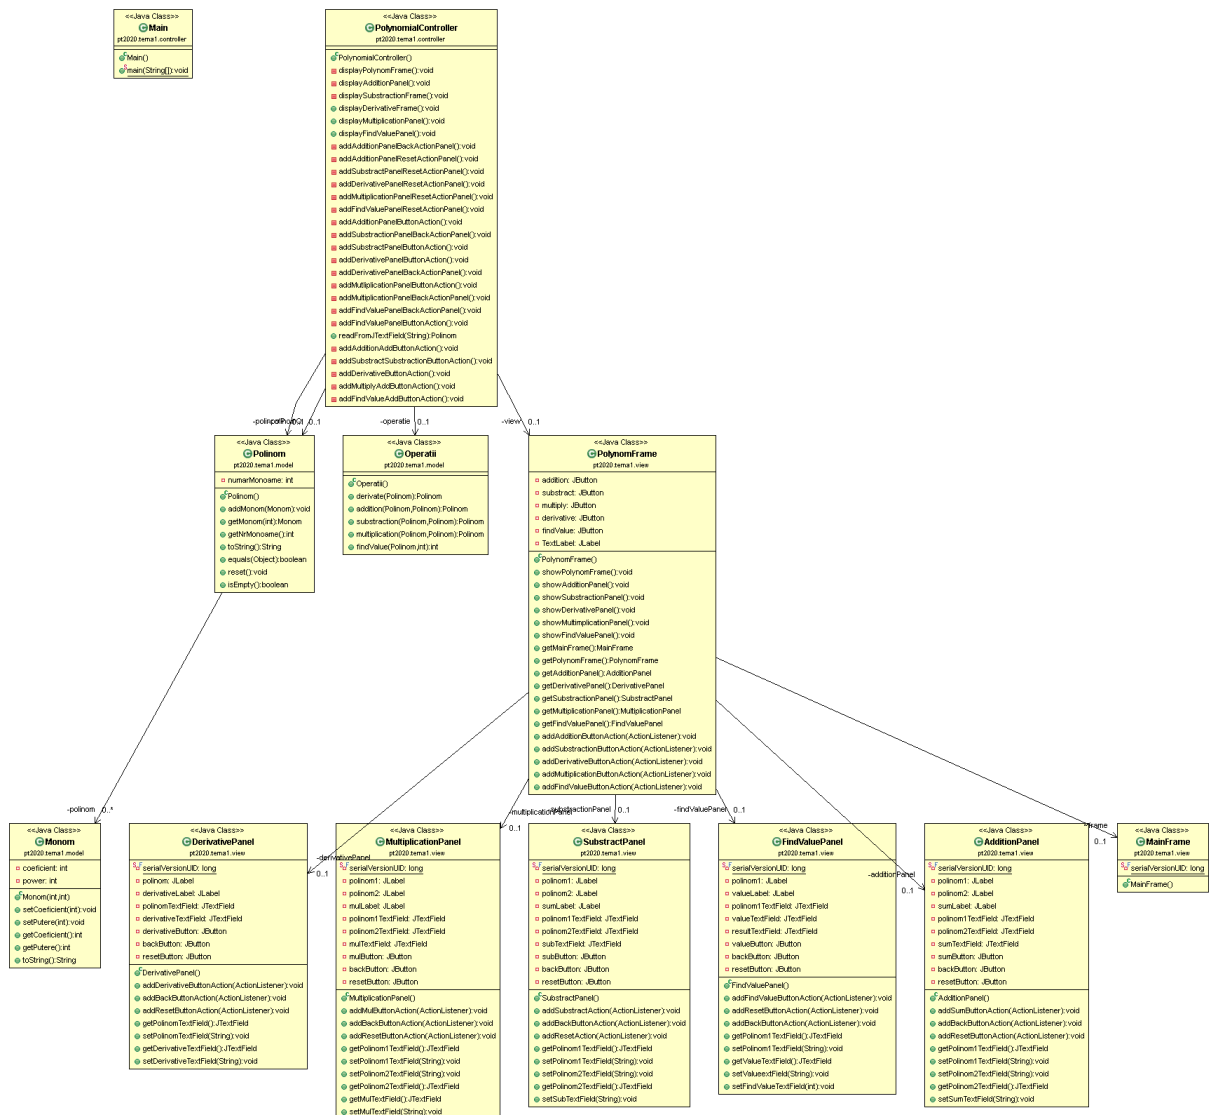 <<Java Class>>
Main
pt2020.tema1.controller
Main()
main(String[]):void
<<Java Class>>
PolynomialController
pt2020.tema1.controller
PolynomialController()
displayPolynomFrame():void
displayAdditionPanel():void
displaySubstractionFrame():void
displayDerivativeFrame():void
displayMultiplicationPanel():void
displayFindValuePanel():void
addAdditionPanelBackActionPanel():void
addAdditionPanelResetActionPanel():void
addSubstractPanelResetActionPanel():void
addDerivativePanelResetActionPanel():void
addMultiplicationPanelResetActionPanel():void
addFindValuePanelResetActionPanel():void
addAdditionPanelButtonAction():void
addSubstractionPanelBackActionPanel():void
addSubstractPanelButtonAction():void
addDerivativePanelButtonAction():void
addDerivativePanelBackActionPanel():void
addMutliplicationPanelButtonAction():void
addMultiplicationPanelBackActionPanel():void
addFindValuePanelBackActionPanel():void
addFindValuePanelButtonAction():void
readFromJTextField(String):Polinom
addAdditionAddButtonAction():void
addSubstractSubstractionButtonAction():void
addDerivativeButtonAction():void
addMultiplyAddButtonAction():void
addFindValueAddButtonAction():void
0..1
-operatie 0..1
-view 0..1
<<Java Class>>
Polinom
pt2020.tema1.model
numarMonoame: int
Polinom()
addMonom(Monom):void
getMonom(int):Monom
getNrMonoame():int
toString():String
equals(Object):boolean
reset():void
isEmpty():boolean
<<Java Class>>
Operatii
pt2020.tema1.model
Operatii()
derivate(Polinom):Polinom
addition(Polinom,Polinom):Polinom
substraction(Polinom,Polinom):Polinom
multiplication(Polinom,Polinom):Polinom
findValue(Polinom,int):int
<<Java Class>>
PolynomFrame
pt2020.tema1.view
addition: JButton
substract: JButton
multiply: JButton
derivative: JButton
findValue: JButton
TextLabel: JLabel
PolynomFrame()
showPolynomFrame():void
showAdditionPanel():void
showSubstractionPanel():void
showDerivativePanel():void
showMultimplicationPanel():void
showFindValuePanel():void
getMainFrame():MainFrame
getPolynomFrame():PolynomFrame
getAdditionPanel():AdditionPanel
getDerivativePanel():DerivativePanel
getSubstractionPanel():SubstractPanel
getMultiplicationPanel():MultiplicationPanel
getFindValuePanel():FindValuePanel
addAdditionButtonAction(ActionListener):void
addSubstractionButtonAction(ActionListener):void
addDerivativeButtonAction(ActionListener):void
addMultiplicationButtonAction(ActionListener):void
addFindValueButtonAction(ActionListener):void
-polinom 0..*
-derivativePanel
0..1
-multiplicationPanel
0..1
-substractionPanel 0..1
-findValuePanel 0..1
-additionPanel
0..1
-frame
0..1
<<Java Class>>
Monom
pt2020.tema1.model
coeficient: int
power: int
Monom(int,int)
setCoeficient(int):void
setPutere(int):void
getCoeficient():int
getPutere():int
toString():String
<<Java Class>>
DerivativePanel
pt2020.tema1.view
serialVersionUID: long
polinom: JLabel
derivativeLabel: JLabel
polinomTextField: JTextField
derivativeTextField: JTextField
derivativeButton: JButton
backButton: JButton
resetButton: JButton
DerivativePanel()
addDerivativeButtonAction(ActionListener):void
addBackButtonAction(ActionListener):void
addResetButtonAction(ActionListener):void
getPolinomTextField():JTextField
setPolinomTextField(String):void
getDerivativeTextField():JTextField
setDerivativeTextField(String):void
<<Java Class>>
MultiplicationPanel
pt2020.tema1.view
serialVersionUID: long
polinom1: JLabel
polinom2: JLabel
mulLabel: JLabel
polinom1TextField: JTextField
polinom2TextField: JTextField
mulTextField: JTextField
mulButton: JButton
backButton: JButton
resetButton: JButton
MultiplicationPanel()
addMulButtonAction(ActionListener):void
addBackButtonAction(ActionListener):void
addResetButtonAction(ActionListener):void
getPolinom1TextField():JTextField
setPolinom1TextField(String):void
setPolinom2TextField(String):void
getPolinom2TextField():JTextField
getMulTextField():JTextField
setMulTextField(String):void
<<Java Class>>
SubstractPanel
pt2020.tema1.view
serialVersionUID: long
polinom1: JLabel
polinom2: JLabel
sumLabel: JLabel
polinom1TextField: JTextField
polinom2TextField: JTextField
subTextField: JTextField
subButton: JButton
backButton: JButton
resetButton: JButton
SubstractPanel()
addSubstractAction(ActionListener):void
addBackButtonAction(ActionListener):void
addResetAction(ActionListener):void
getPolinom1TextField():JTextField
setPolinom1TextField(String):void
setPolinom2TextField(String):void
getPolinom2TextField():JTextField
setSubTextField(String):void
<<Java Class>>
FindValuePanel
pt2020.tema1.view
serialVersionUID: long
polinom1: JLabel
valueLabel: JLabel
polinom1TextField: JTextField
valueTextField: JTextField
resultTextField: JTextField
valueButton: JButton
backButton: JButton
resetButton: JButton
FindValuePanel()
addFindValueButtonAction(ActionListener):void
addResetButtonAction(ActionListener):void
addBackButtonAction(ActionListener):void
getPolinom1TextField():JTextField
setPolinom1TextField(String):void
getValueTextField():JTextField
setValueextField(String):void
setFindValueTextField(int):void
<<Java Class>>
AdditionPanel
pt2020.tema1.view
serialVersionUID: long
polinom1: JLabel
polinom2: JLabel
sumLabel: JLabel
polinom1TextField: JTextField
polinom2TextField: JTextField
sumTextField: JTextField
sumButton: JButton
backButton: JButton
resetButton: JButton
AdditionPanel()
addSumButtonAction(ActionListener):void
addBackButtonAction(ActionListener):void
addResetButtonAction(ActionListener):void
getPolinom1TextField():JTextField
setPolinom1TextField(String):void
setPolinom2TextField(String):void
getPolinom2TextField():JTextField
setSumTextField(String):void
<<Java Class>>
MainFrame
pt2020.tema1.view
serialVersionUID: long
MainFrame()